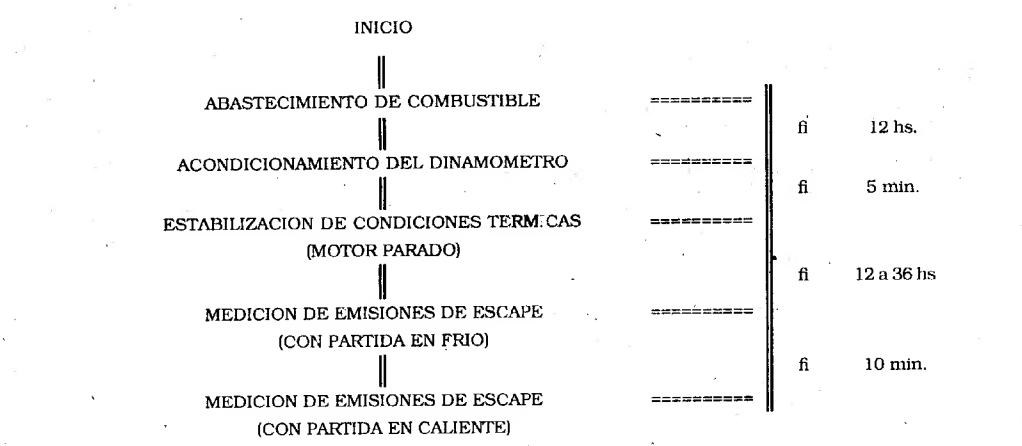 INICIO
ABASTECIMIENTO DE COMBUSTIBLE ==========
fi 12 hs.
ACONDICIONAMIENTO DEL DINAMOMETRO ==========
fi 5 min.
ESTABILIZACION DE CONDICIONES TERM:CAS ==========
(MOTOR PARADO)
fi 12 a 36 hs
MEDICION DE EMISIONES DE ESCAPE ==========
(CON PARTIDA EN FRIO)
fi 10 min.
MEDICION DE EMISIONES DE ESCAPE ==========
(CON PARTIDA EN CALIENTE)